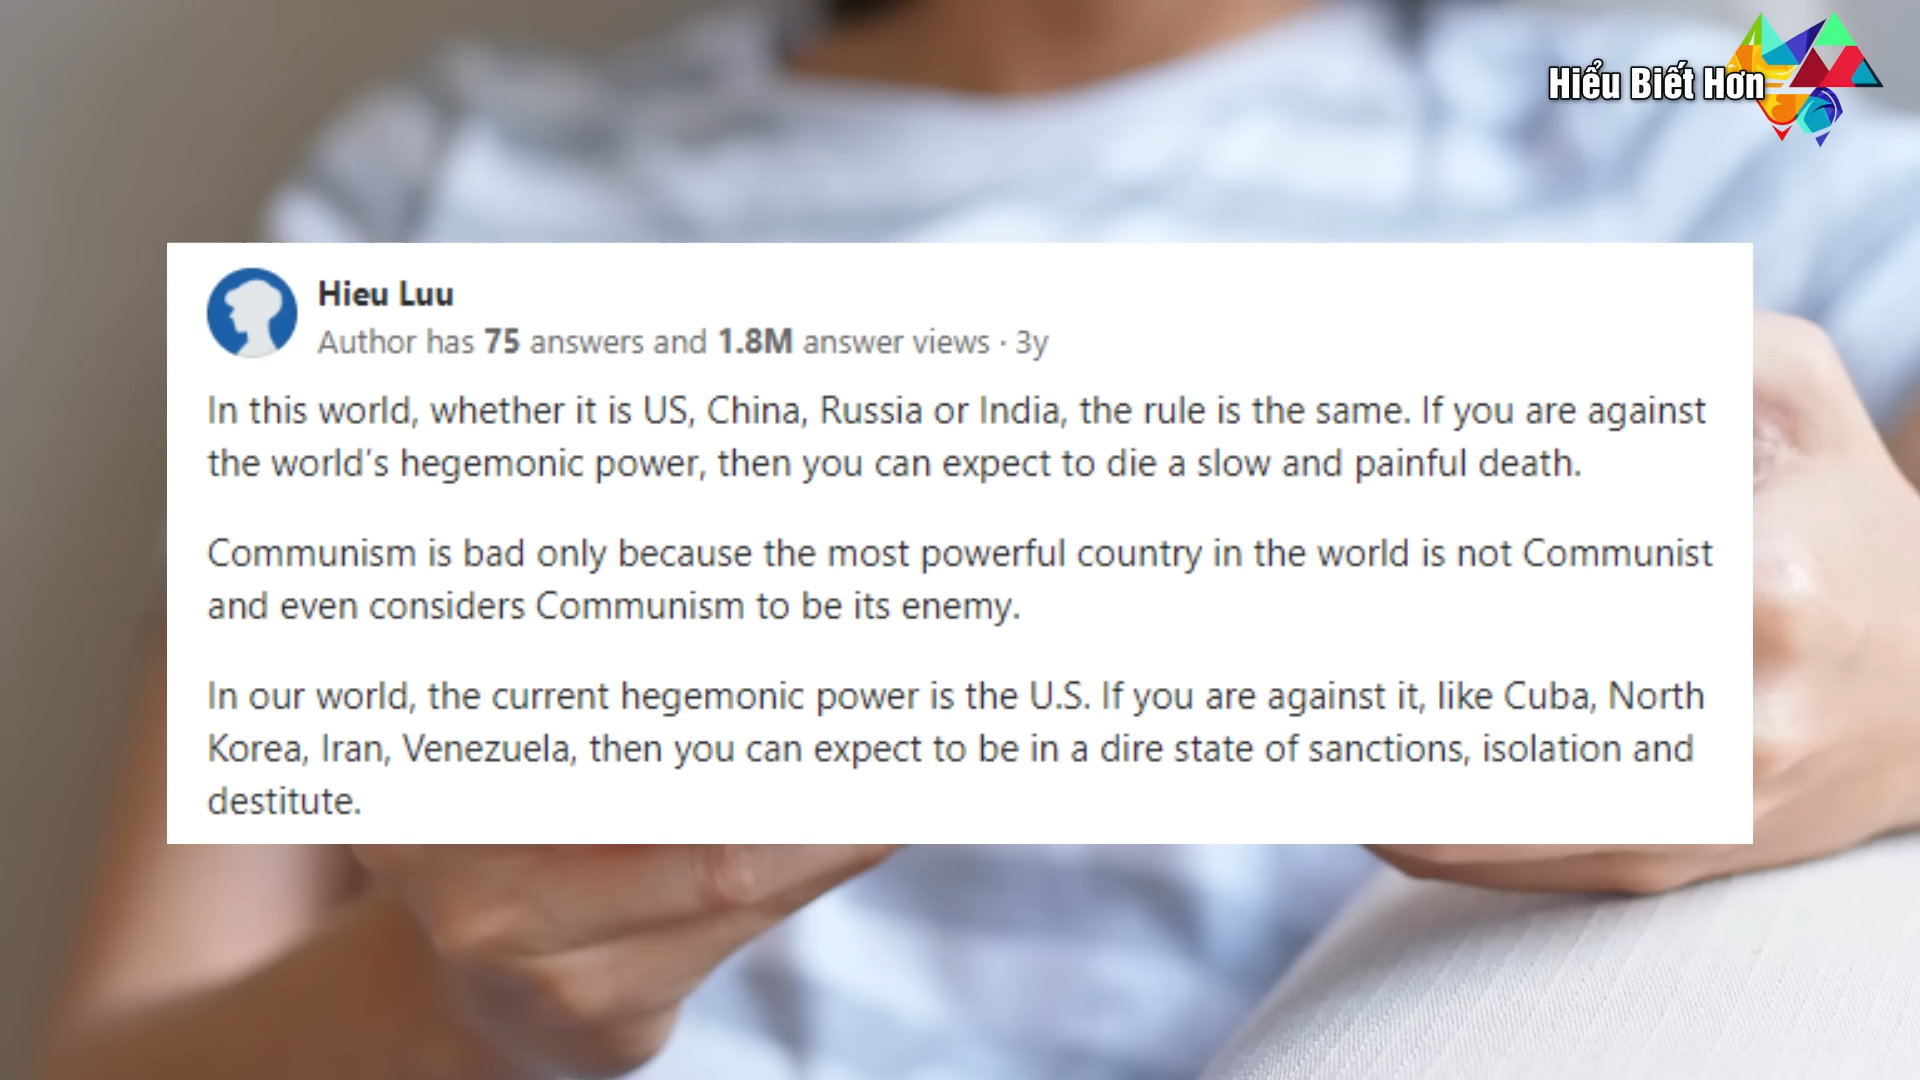 Hiểu Biết Hơn
Hieu Luu
Author has 75 answers and 1.8M answer views · 3y
In this world, whether it is US, China, Russia or India, the rule is the same. If you are against
the world's hegemonic power, then you can expect to die a slow and painful death.
Communism is bad only because the most powerful country in the world is not Communist
and even considers Communism to be its enemy.
In our world, the current hegemonic power is the U.S. If you are against it, like Cuba, North
Korea, Iran, Venezuela, then you can expect to be in a dire state of sanctions, isolation and
destitute.